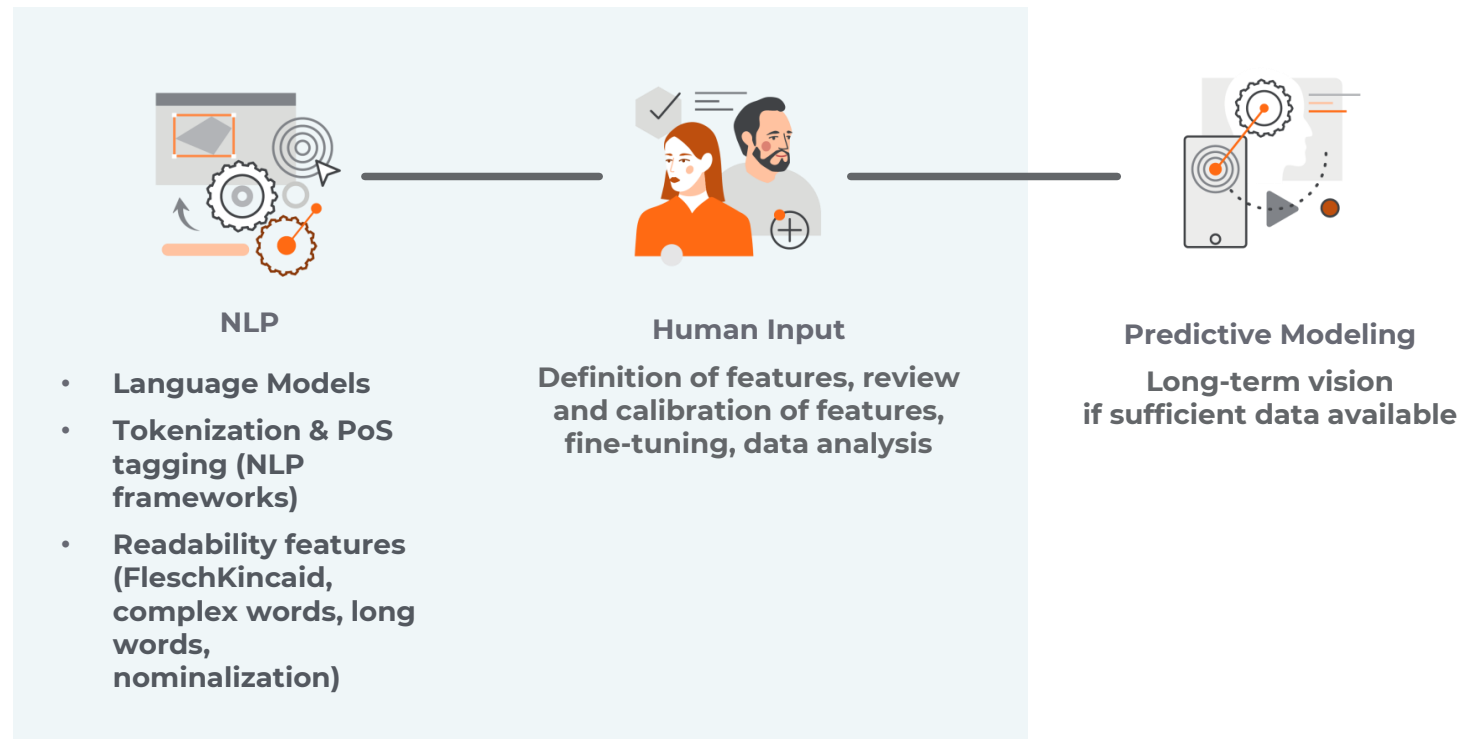 NLP
• Language Models
• Tokenization & PoS
tagging (NLP
frameworks)
• Readability features
(FleschKincaid,
complex words, long
words,
nominalization)
Human Input
Definition of features, review
and calibration of features,
fine-tuning, data analysis
Predictive Modeling
Long-term vision
if sufficient data available